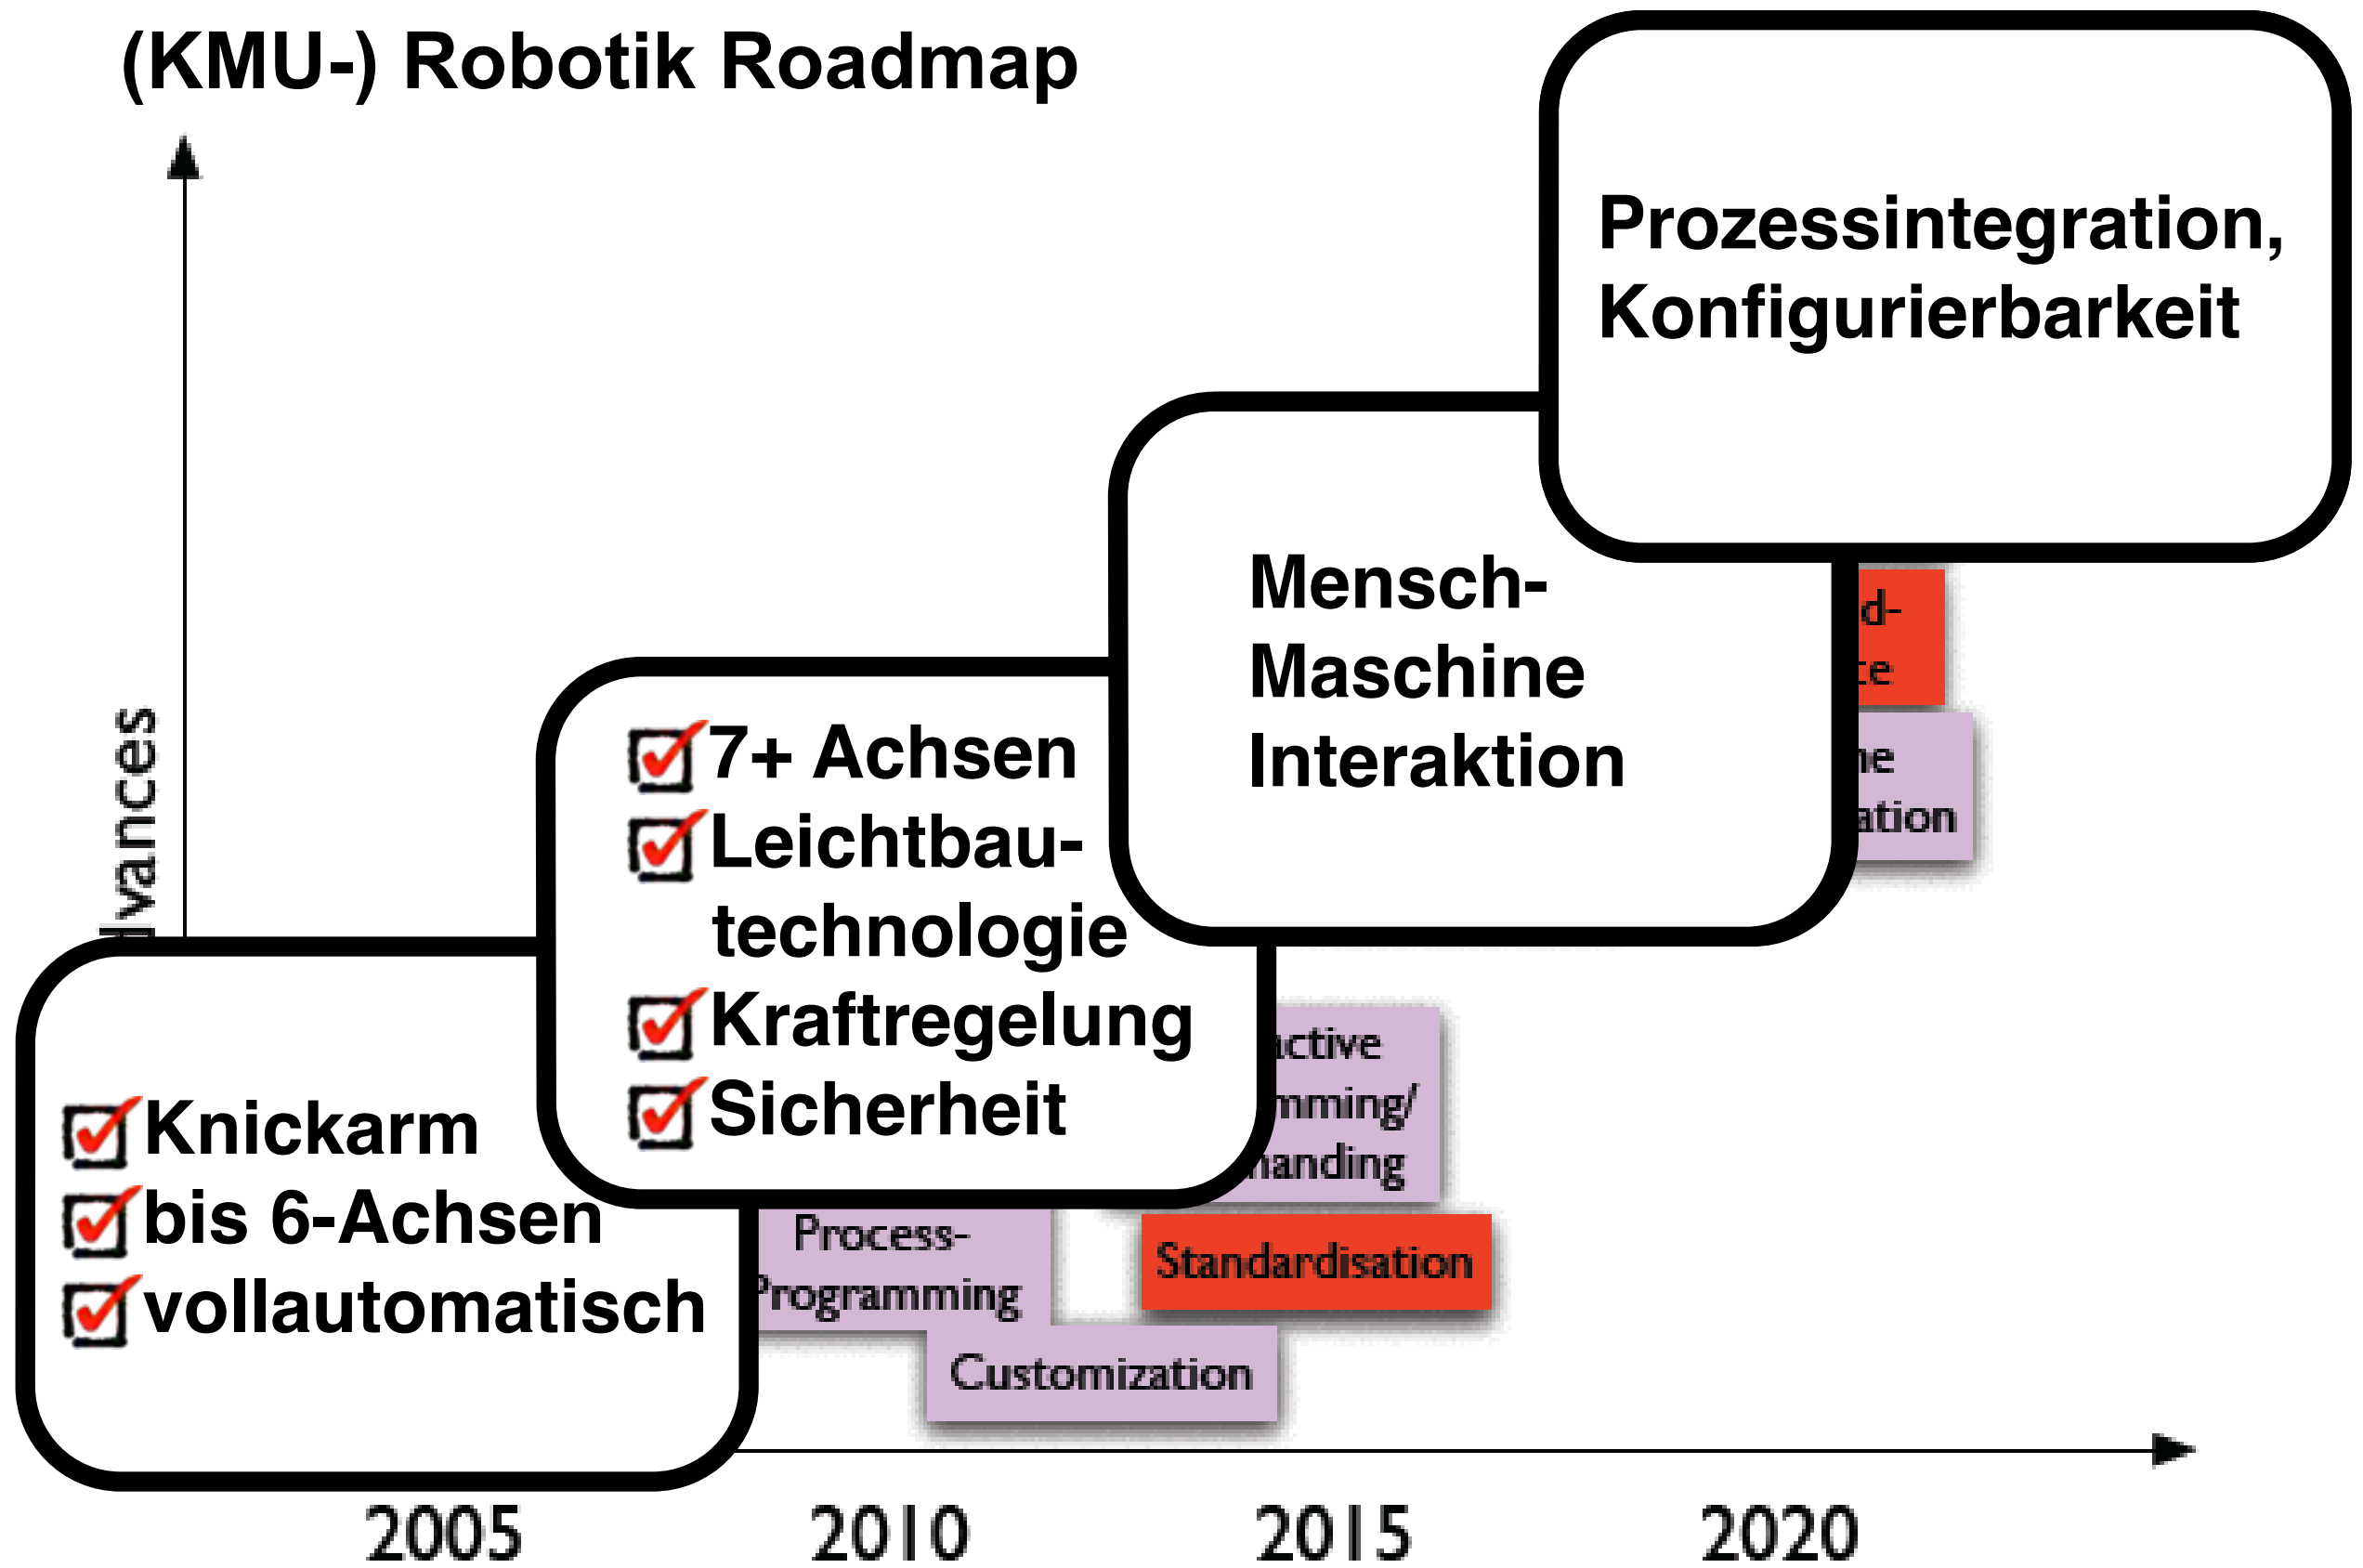 (KMU-) Robotik Roadmap
Prozessintegration,
Konfigurierbarkeit
Mensch-
Maschine
Interaktion
7+ Achsen
Leichtbau-
technologie
Kraftregelung
Sicherheit
Knickarm
bis 6-Achsen
vollautomatisch
Process-
Programming
Standardisation
Customization
2005 2010 2015 2020